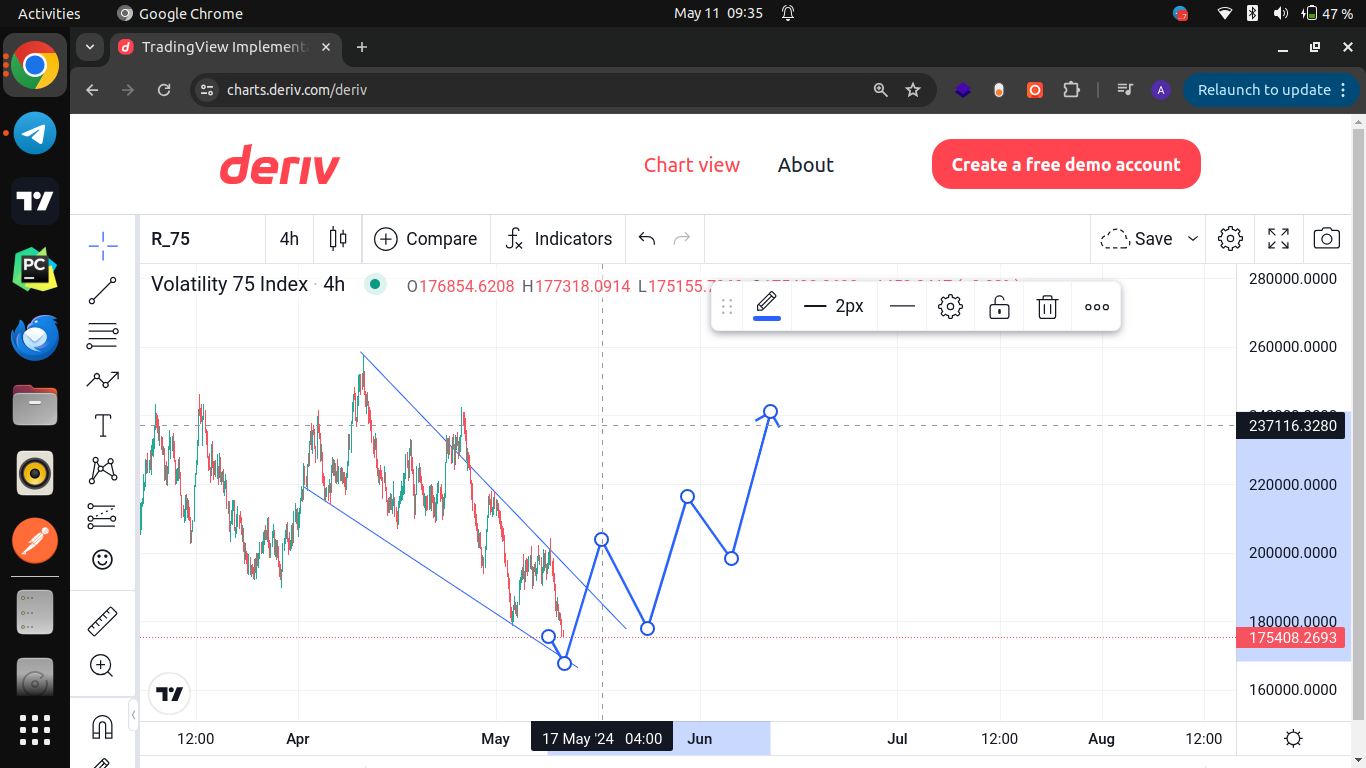 Activities Google Chrome May 11 09:35 47 %
TradingView Implementa
charts.deriv.com/deriv Relaunch to update
A
deriv Chart view About Create a free demo account
R_75 4h Compare Indicators Save
Volatility 75 Index · 4h O176854.6208 H177318.0914 L175155.
2px
280000.0000
260000.0000
237116.3280
220000.0000
200000.0000
180000.0000
175408.2693
160000.0000
12:00 Apr May 17 May '24 04:00 Jun Jul 12:00 Aug 12:00